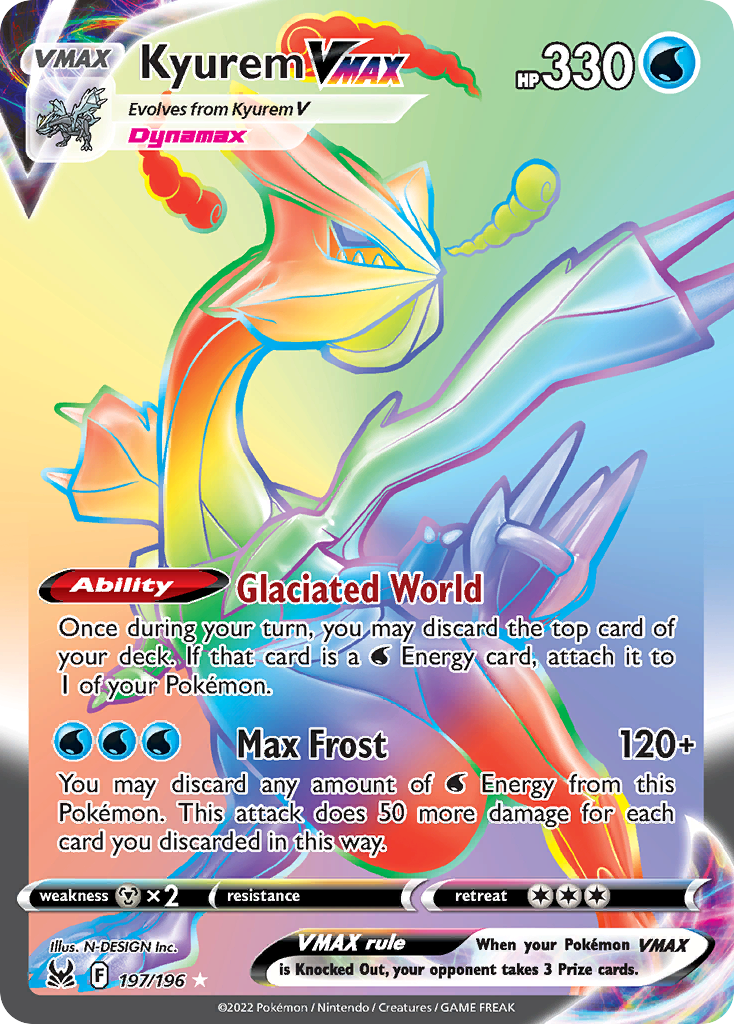 VMAX
Kyurem VMAX
HP 330
Evolves from Kyurem V
Dynamax
Ability Glaciated World
Once during your turn, you may discard the top card of
your deck. If that card is a Energy card, attach it to
1 of your Pokémon.
Max Frost 120+
You may discard any amount of Energy from this
Pokémon. This attack does 50 more damage for each
card you discarded in this way.
weakness ×2 resistance retreat
Illus. N-DESIGN Inc.
VMAX rule When your Pokémon VMAX
is Knocked Out, your opponent takes 3 Prize cards.
F 197/196
©2022 Pokémon / Nintendo / Creatures / GAME FREAK